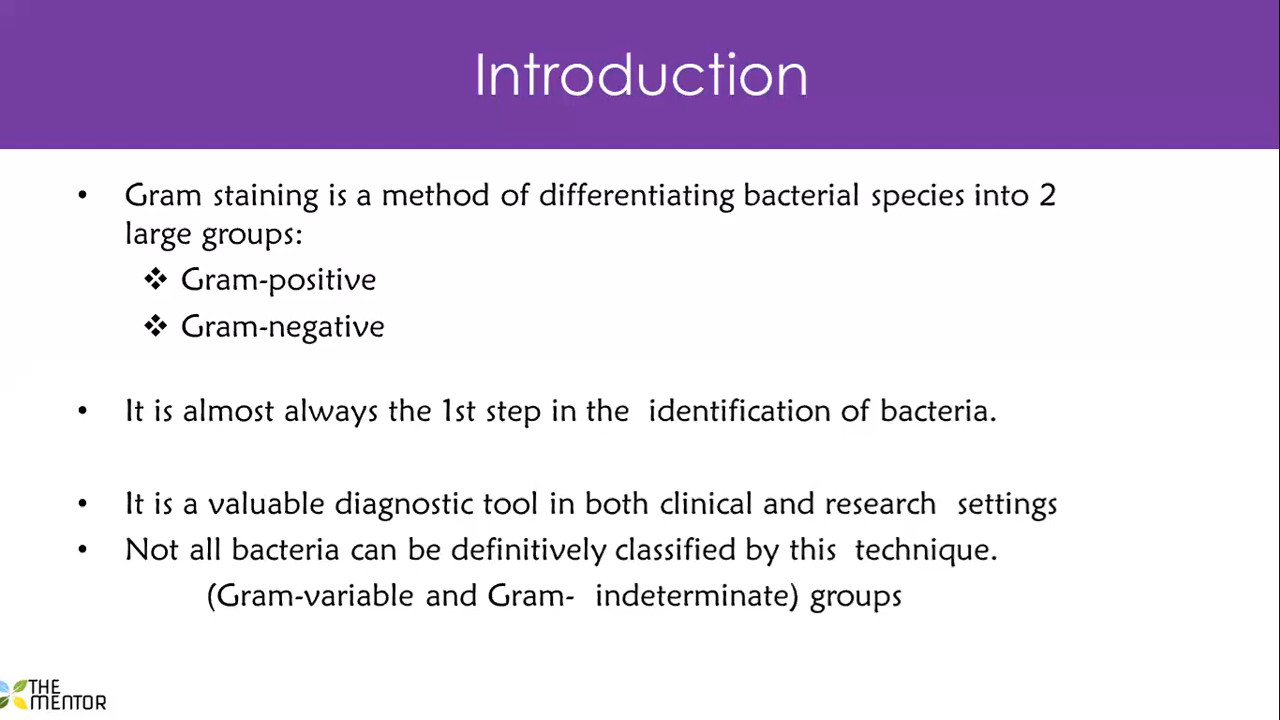 Introduction
• Gram staining is a method of differentiating bacterial species into 2
large groups:
❖ Gram-positive
❖ Gram-negative
• It is almost always the 1st step in the identification of bacteria.
• It is a valuable diagnostic tool in both clinical and research settings
• Not all bacteria can be definitively classified by this technique.
(Gram-variable and Gram- indeterminate) groups
THE
MENTOR